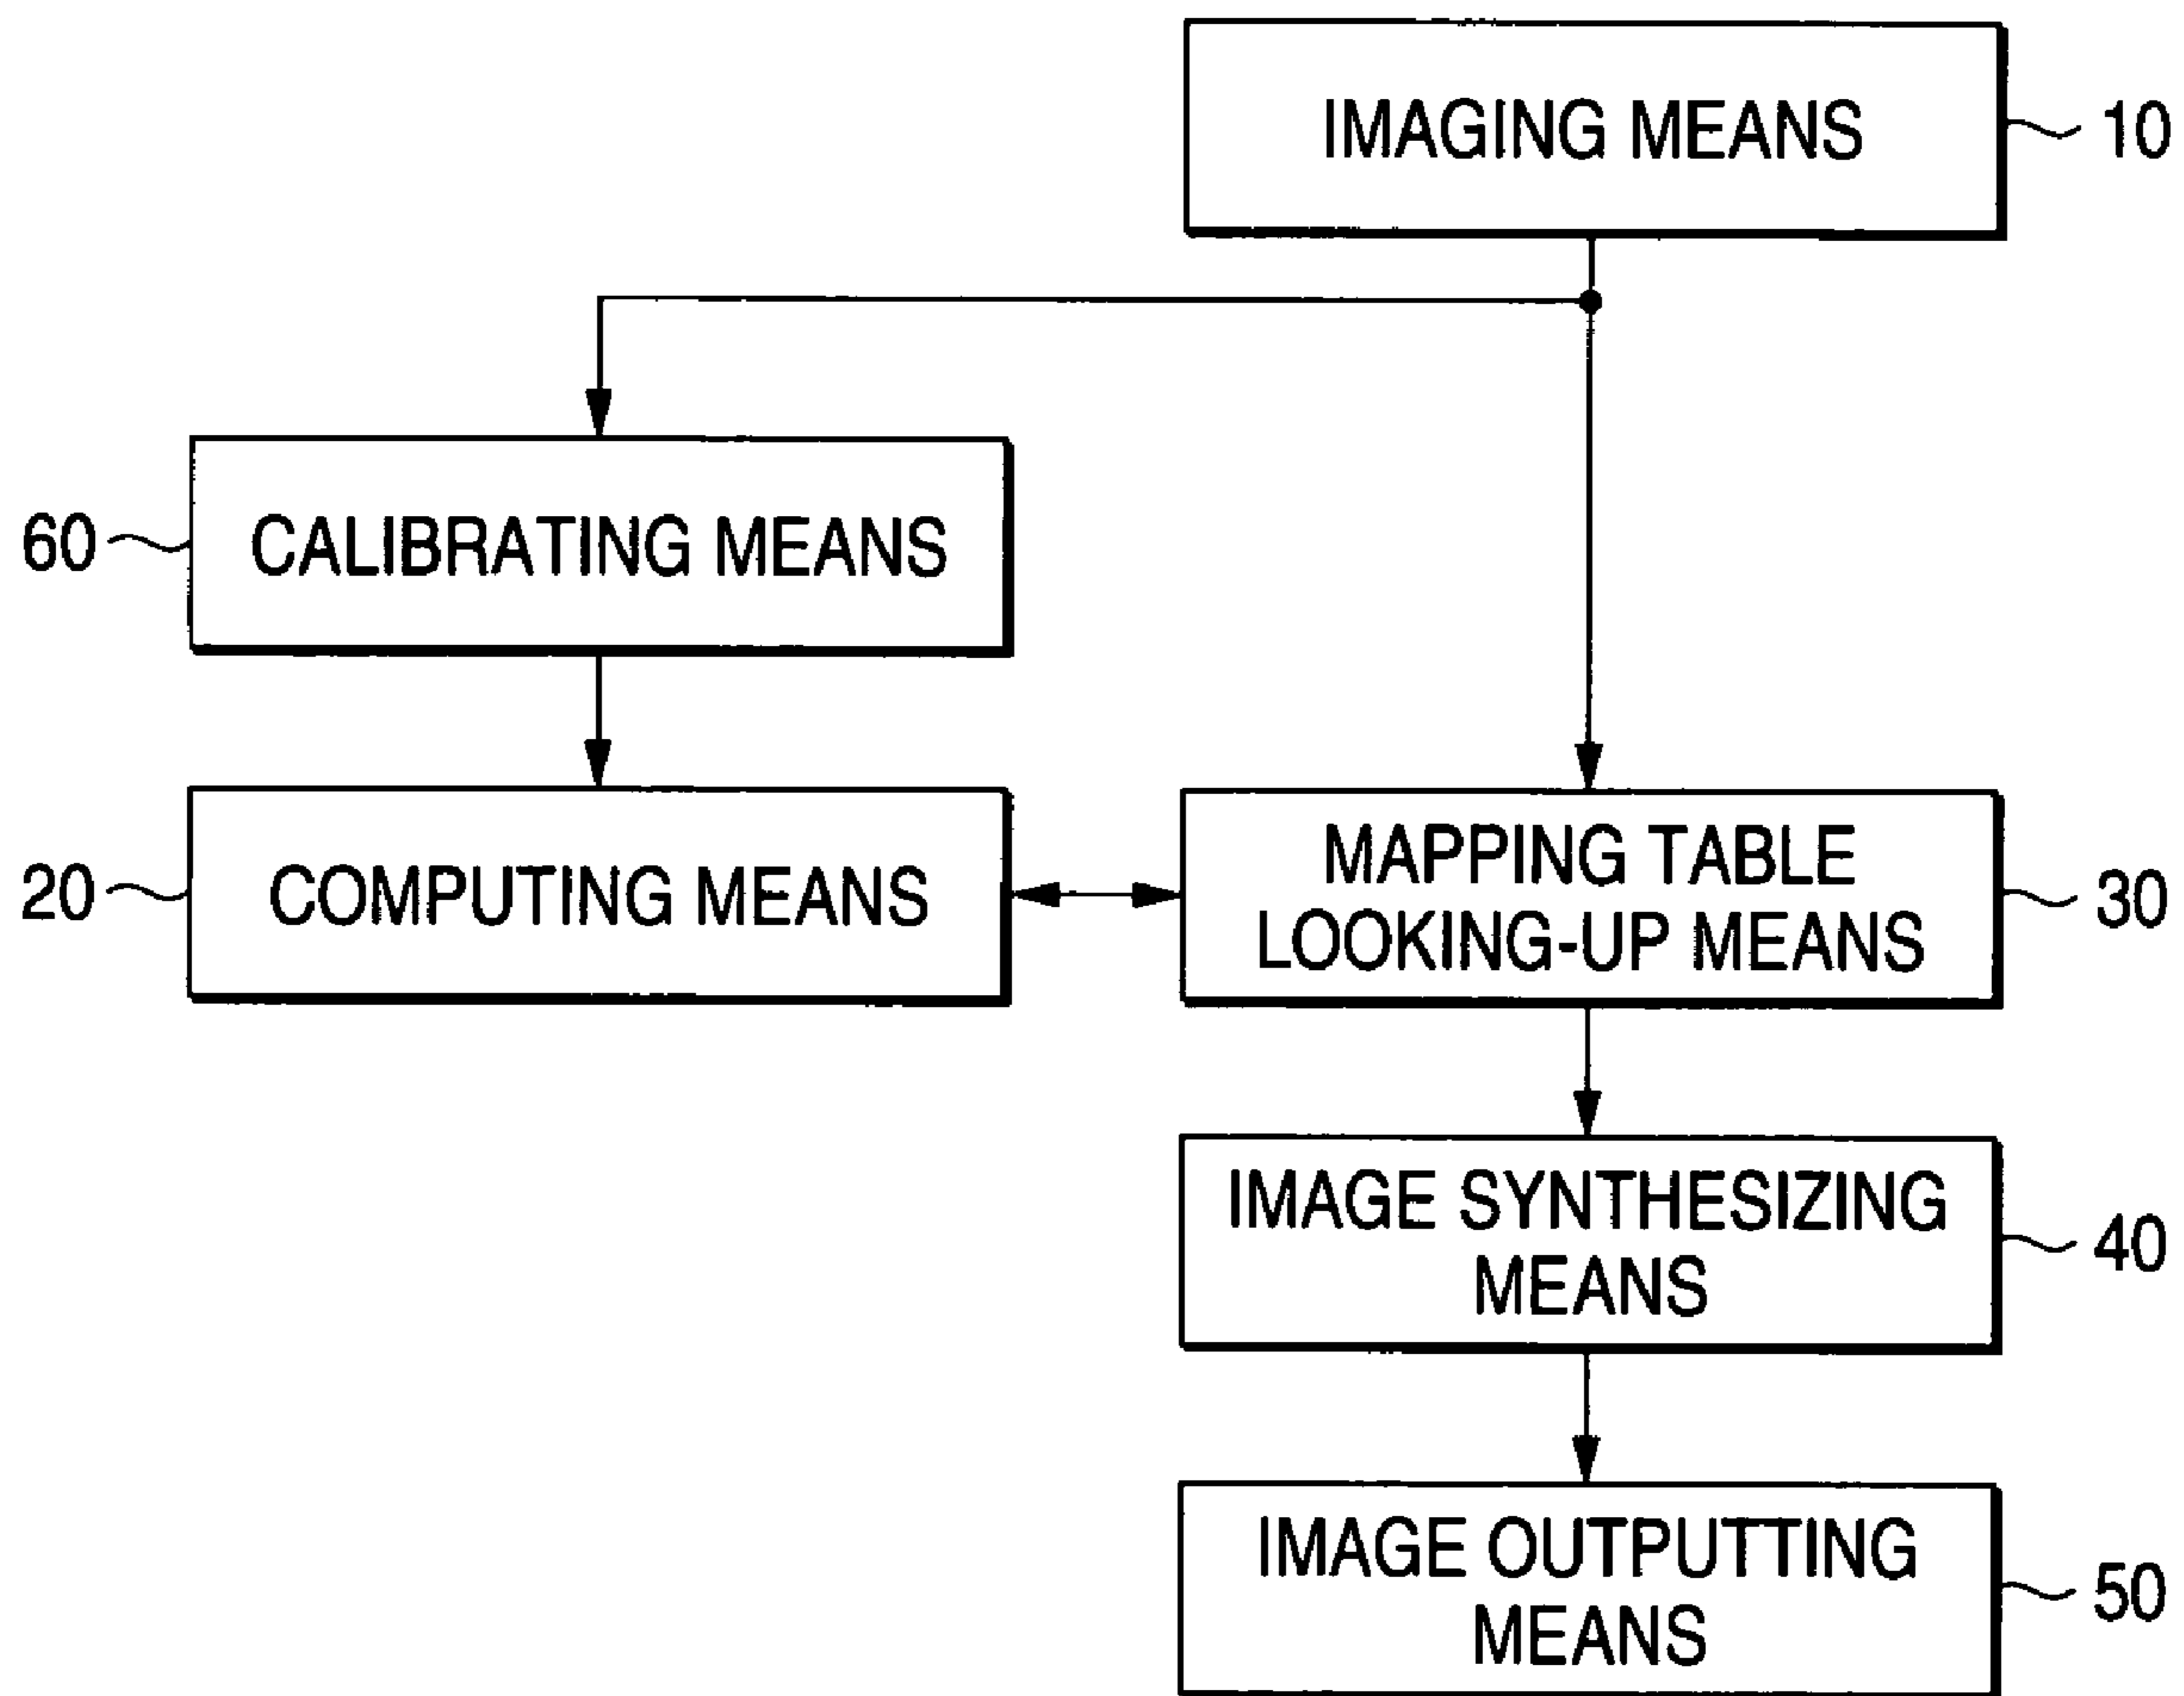 IMAGING MEANS
10
60
CALIBRATING MEANS
20
COMPUTING MEANS
MAPPING TABLE
LOOKING-UP MEANS
30
IMAGE SYNTHESIZING
MEANS
40
IMAGE OUTPUTTING
MEANS
50